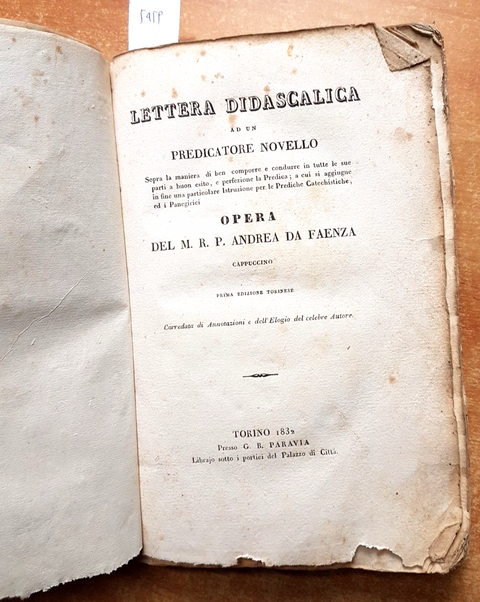 LETTERA DIDASCALICA
AD UN
PREDICATORE NOVELLO
Sopra la maniera di ben comporre e condurre in tutte le sue
parti a buon esito, e perfezione la Predica; a cui si aggiugne
in fine una particolare Istruzione per le Prediche Catechistiche,
ed i Panegirici
OPERA
DEL M. R. P. ANDREA DA FAENZA
CAPPUCCINO
PRIMA EDIZIONE TORINESE
Corredata di Annotazioni e dell'Elogio del celebre Autore.
TORINO 1832
Presso G. B. PARAVIA
Librajo sotto i portici del Palazzo di Città.